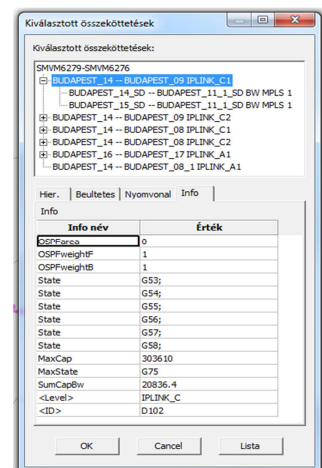 Kiválasztott összeköttetések
Kiválasztott összeköttetések:
SMVM6279-SMVM6276
BUDAPEST_14 -- BUDAPEST_09 IPLINK_C1
BUDAPEST_14_SD -- BUDAPEST_11_1_SD BW MPLS 1
BUDAPEST_15_SD -- BUDAPEST_11_1_SD BW MPLS 1
BUDAPEST_14 -- BUDAPEST_09 IPLINK_C2
BUDAPEST_14 -- BUDAPEST_08 IPLINK_C1
BUDAPEST_14 -- BUDAPEST_08 IPLINK_C2
BUDAPEST_16 -- BUDAPEST_17 IPLINK_A1
BUDAPEST_14 -- BUDAPEST_08_1 IPLINK_A1
Hier. Beultetes Nyomvonal Info
Info
Info név Érték
OSPFarea 0
OSPFweightF 1
OSPFweightB 1
State G53;
State G54;
State G55;
State G56;
State G57;
State G58;
MaxCap 303610
MaxState G75
SumCapBw 20836.4
<Level> IPLINK_C
<ID> D102
OK Cancel Lista